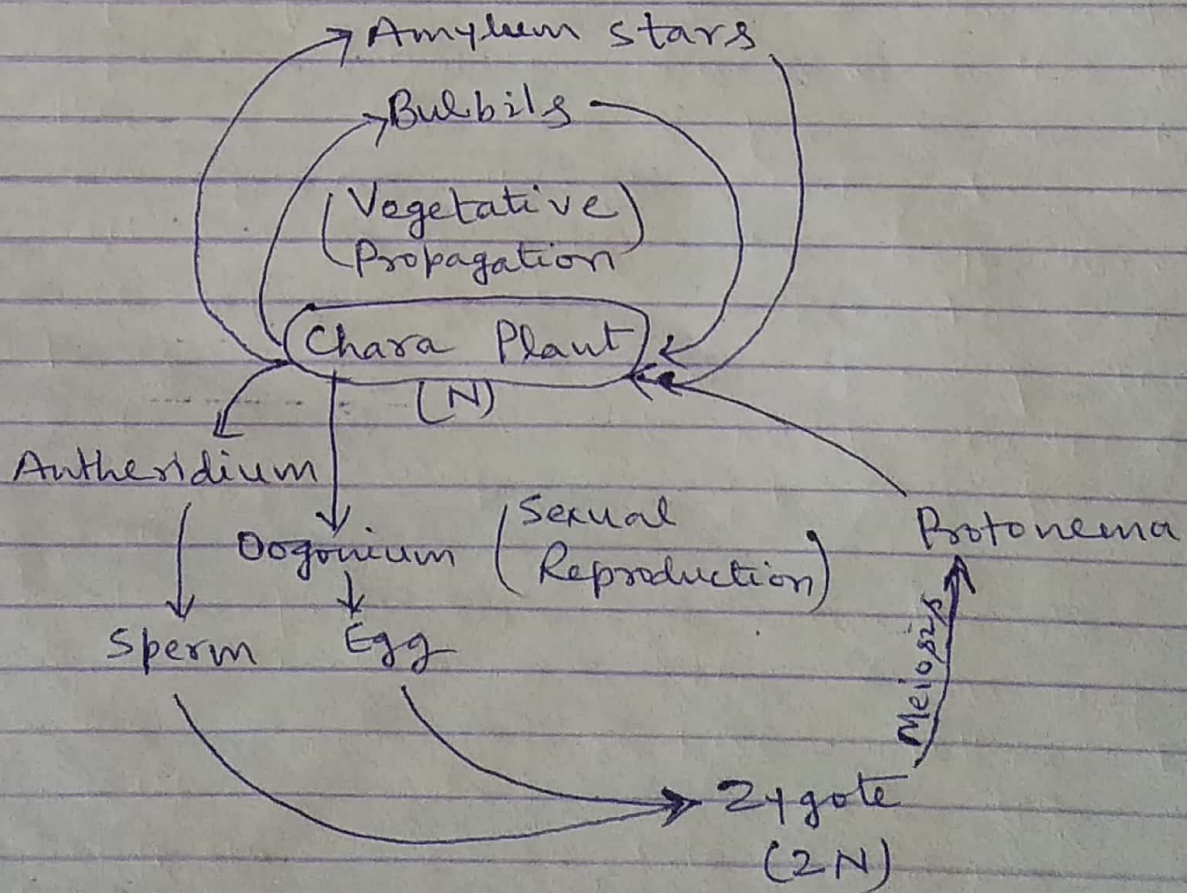 Amylum stars
Bulbils
(Vegetative
Propagation)
Chara Plant
(N)
Antheridium
Oogonium
(Sexual
Reproduction)
Protonema
Sperm
Egg
Meiosis
Zygote
(2N)